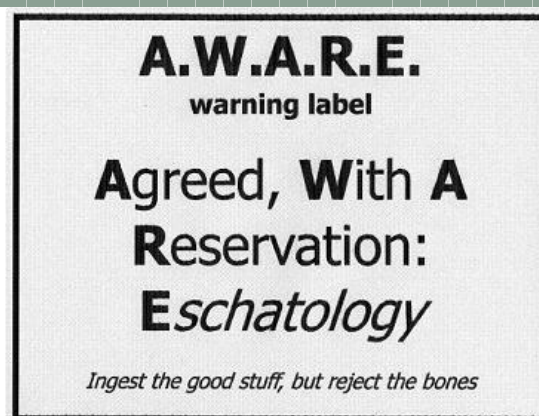 A.W.A.R.E.
warning label
Agreed, With A
Reservation:
Eschatology
Ingest the good stuff, but reject the bones